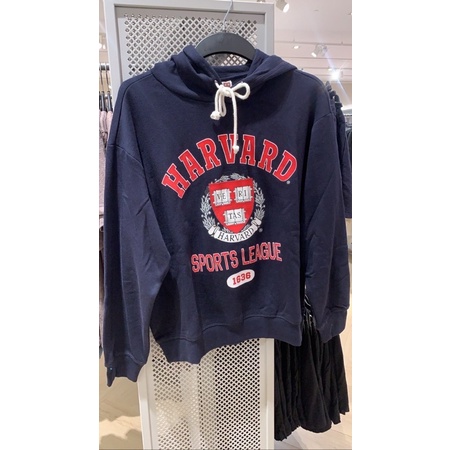 HARVARD
®
VE RI
TAS
HARVARD
SPORTS LEAGUE
1636